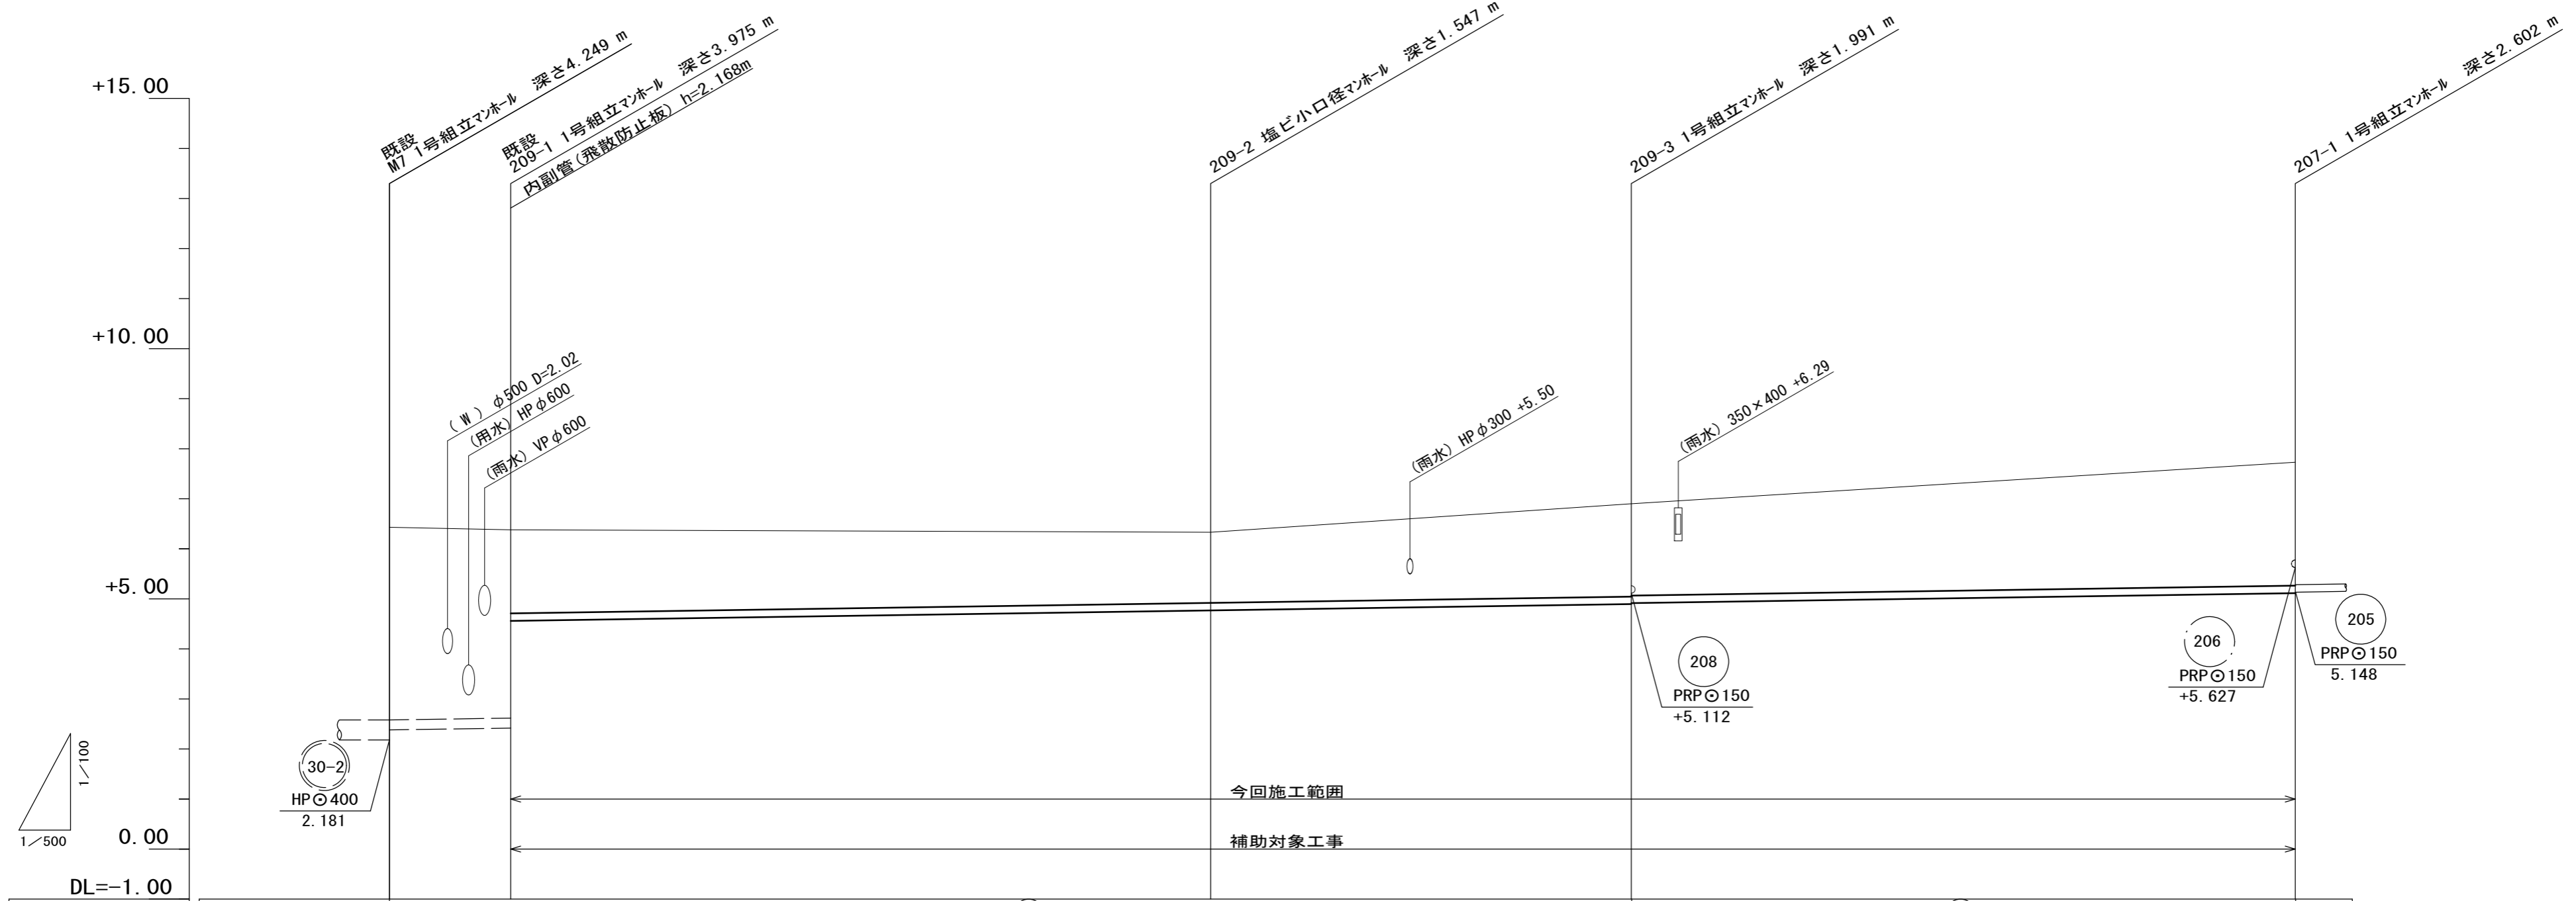 既設
M7 1号組立マンホール 深さ4.249 m
既設
209-1 1号組立マンホール 深さ3.975 m
内副管(飛散防止板) h=2.168m
209-2 塩ビ小口径マンホール 深さ1.547 m
209-3 1号組立マンホール 深さ1.991 m
207-1 1号組立マンホール 深さ2.602 m
+15.00
+10.00
+5.00
0.00
DL=-1.00
( W ) φ500 D=2.02
(用水) HPφ600
(雨水) VPφ600
(雨水) HPφ300 +5.50
(雨水) 350×400 +6.29
30-2
HP⊙400
2.181
208
PRP⊙150
+5.112
206
PRP⊙150
+5.627
205
PRP⊙150
5.148
今回施工範囲
補助対象工事
1/100
1/500